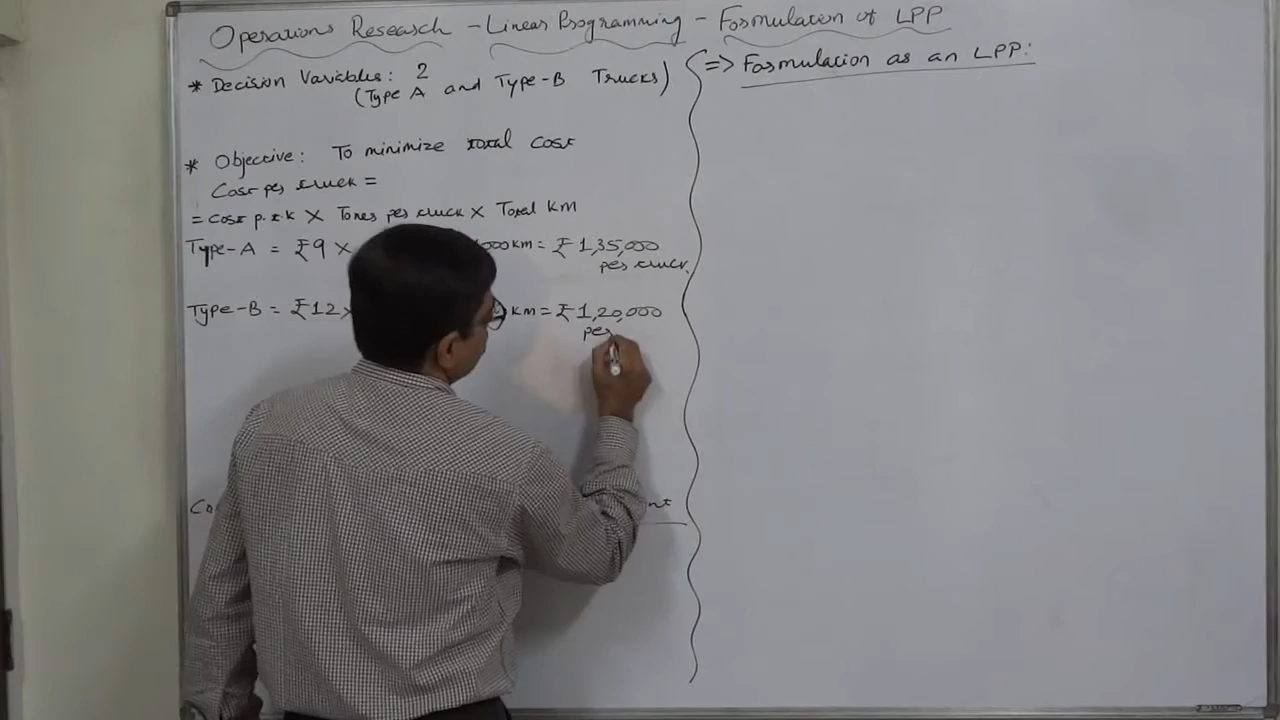 Operations Research - Linear Programming - Formulation of LPP
* Decision Variables: 2
(Type A and Type-B Trucks)
* Objective: To minimize total cost
Cost per truck =
= cost p.t.k × Tones per truck × Total KM
Type-A = ₹9 × 000km = ₹1,35,000
per truck.
Type-B = ₹12 × km = ₹1,20,000
per
=> Formulation as an LPP: